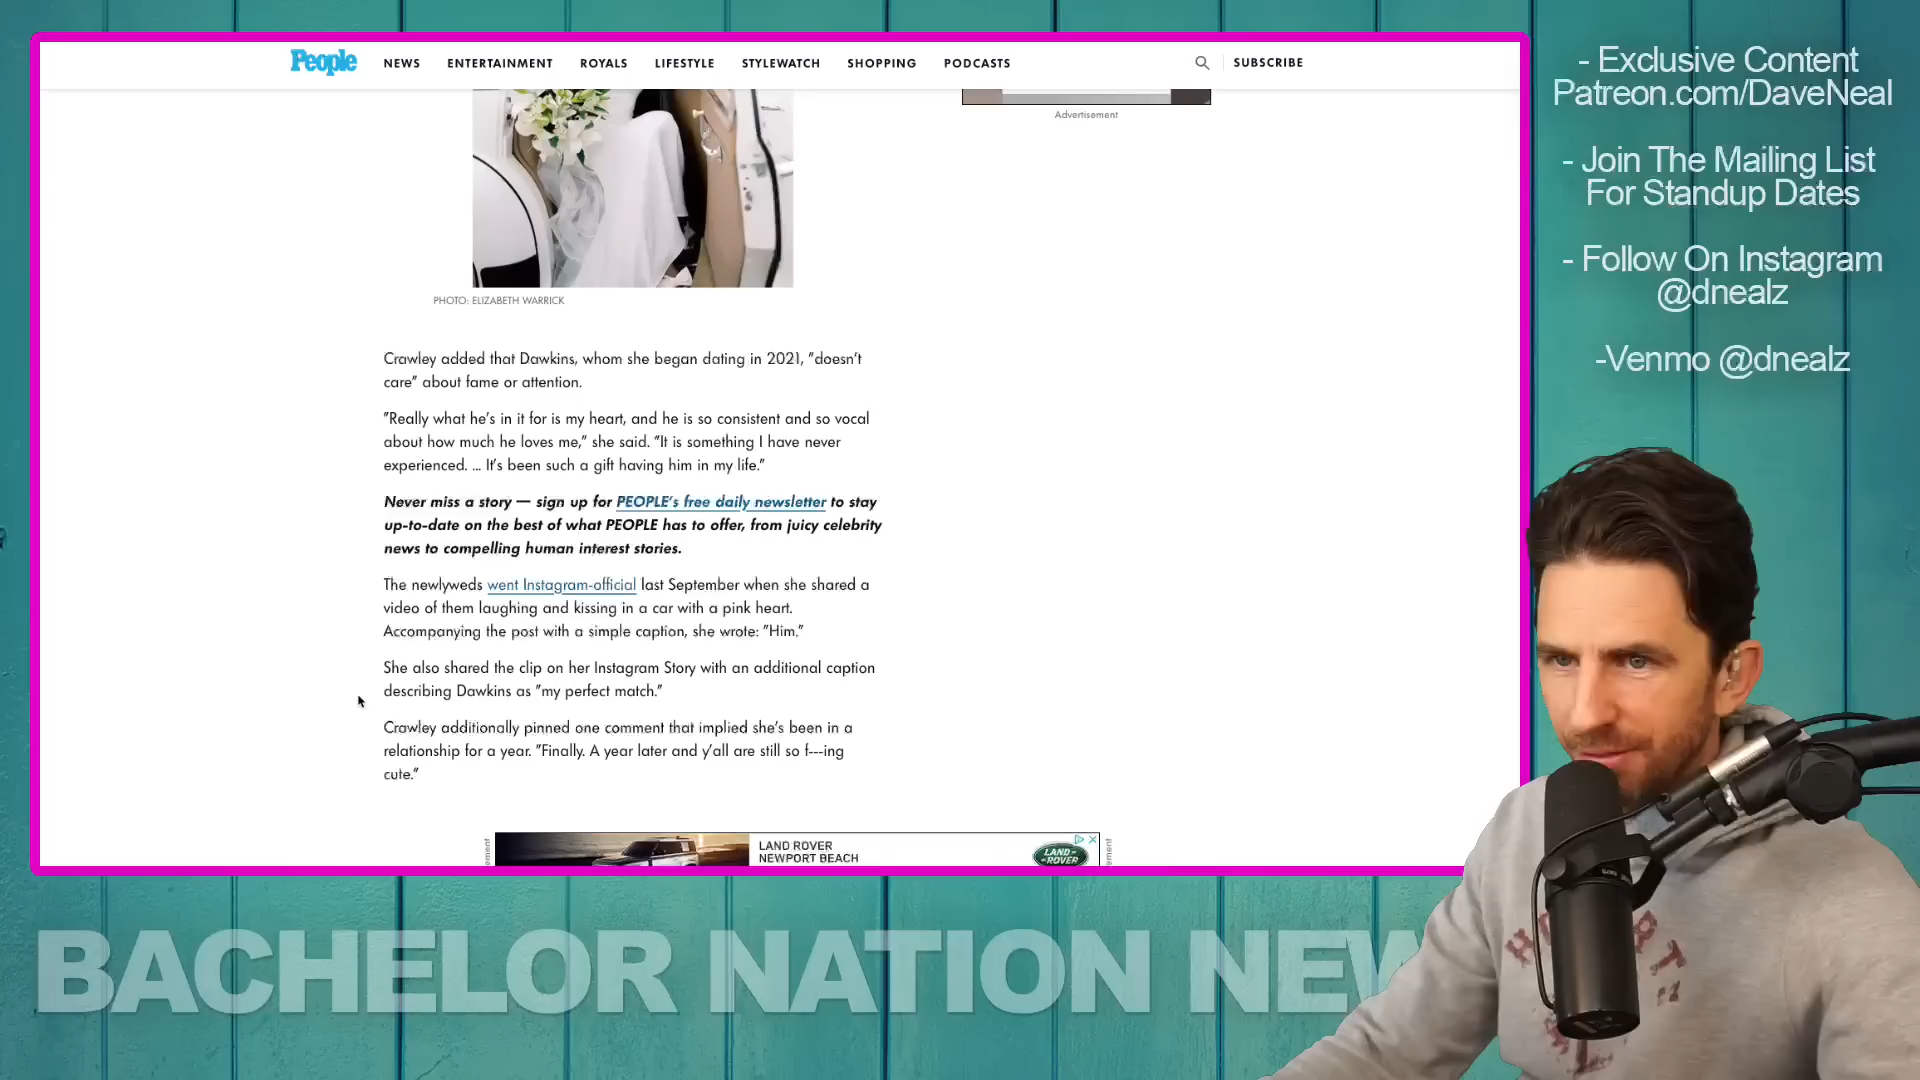 People
NEWS ENTERTAINMENT ROYALS LIFESTYLE STYLEWATCH SHOPPING PODCASTS SUBSCRIBE
Advertisement
PHOTO: ELIZABETH WARRICK
Crawley added that Dawkins, whom she began dating in 2021, "doesn't
care" about fame or attention.
"Really what he's in it for is my heart, and he is so consistent and so vocal
about how much he loves me," she said. "It is something I have never
experienced. ... It's been such a gift having him in my life."
Never miss a story — sign up for PEOPLE's free daily newsletter to stay
up-to-date on the best of what PEOPLE has to offer, from juicy celebrity
news to compelling human interest stories.
The newlyweds went Instagram-official last September when she shared a
video of them laughing and kissing in a car with a pink heart.
Accompanying the post with a simple caption, she wrote: "Him."
She also shared the clip on her Instagram Story with an additional caption
describing Dawkins as "my perfect match."
Crawley additionally pinned one comment that implied she's been in a
relationship for a year. "Finally. A year later and y'all are still so f---ing
cute."
LAND ROVER
NEWPORT BEACH
LAND-
ROVER
- Exclusive Content
Patreon.com/DaveNeal
- Join The Mailing List
For Standup Dates
- Follow On Instagram
@dnealz
-Venmo @dnealz
BACHELOR NATION NEW